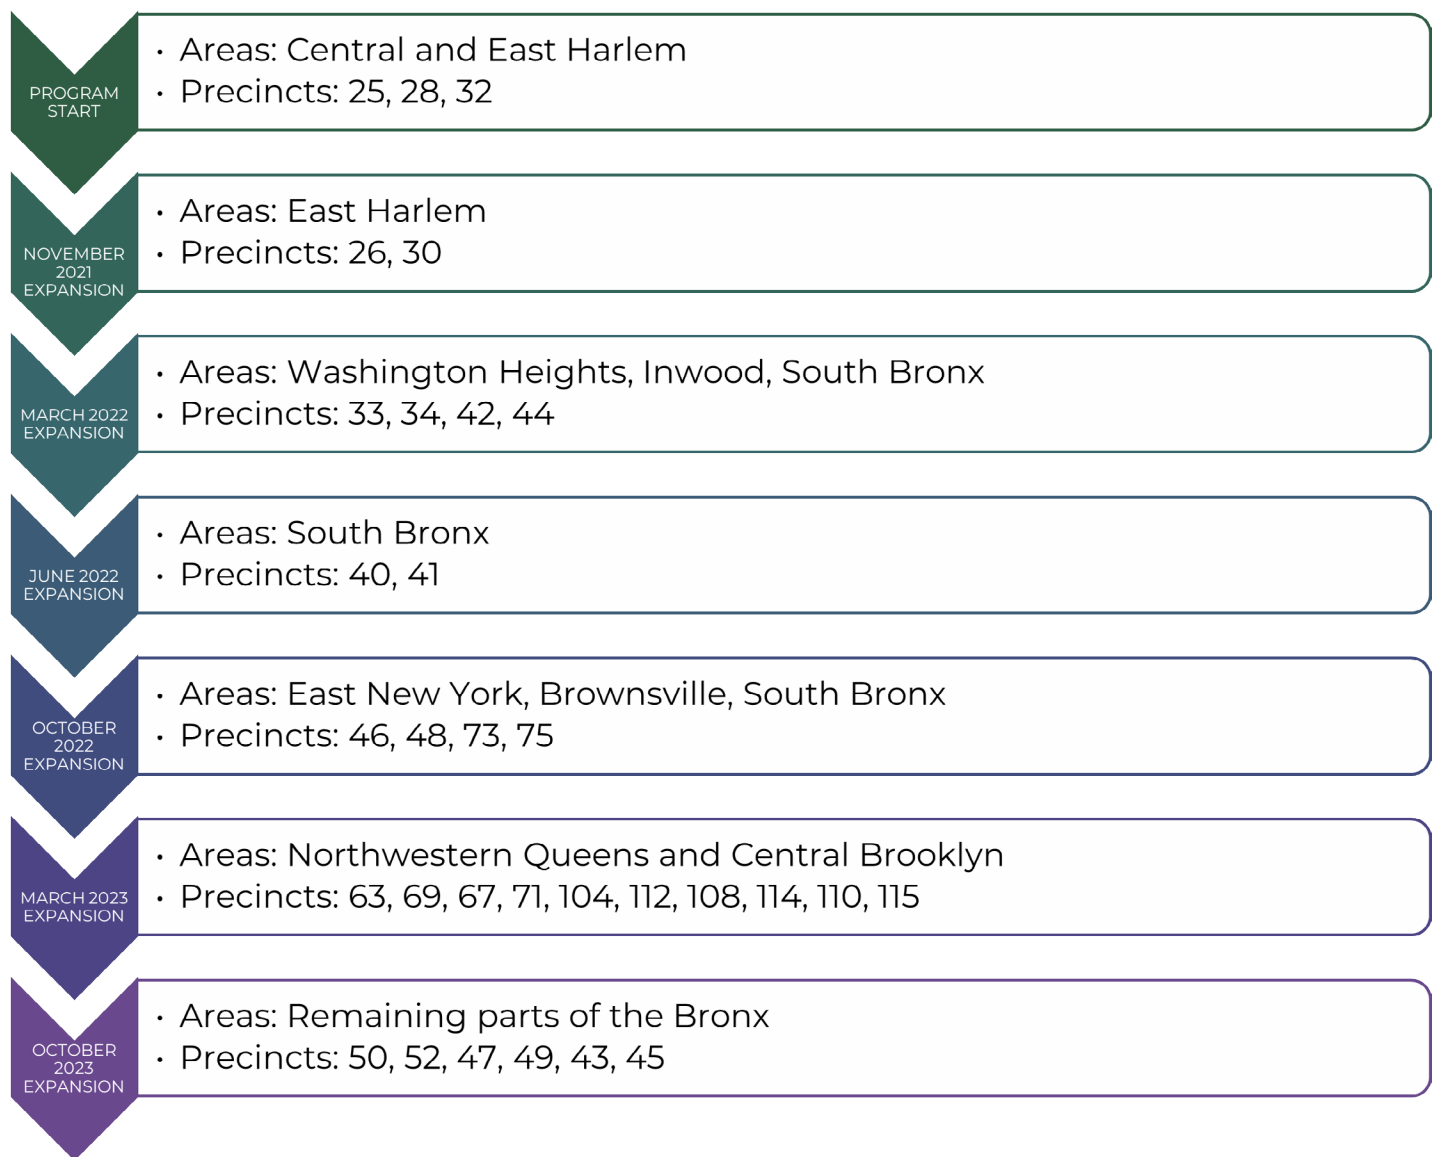 PROGRAM
START
• Areas: Central and East Harlem
• Precincts: 25, 28, 32
NOVEMBER
2021
EXPANSION
• Areas: East Harlem
• Precincts: 26, 30
MARCH 2022
EXPANSION
• Areas: Washington Heights, Inwood, South Bronx
• Precincts: 33, 34, 42, 44
JUNE 2022
EXPANSION
• Areas: South Bronx
• Precincts: 40, 41
OCTOBER
2022
EXPANSION
• Areas: East New York, Brownsville, South Bronx
• Precincts: 46, 48, 73, 75
MARCH 2023
EXPANSION
• Areas: Northwestern Queens and Central Brooklyn
• Precincts: 63, 69, 67, 71, 104, 112, 108, 114, 110, 115
OCTOBER
2023
EXPANSION
• Areas: Remaining parts of the Bronx
• Precincts: 50, 52, 47, 49, 43, 45